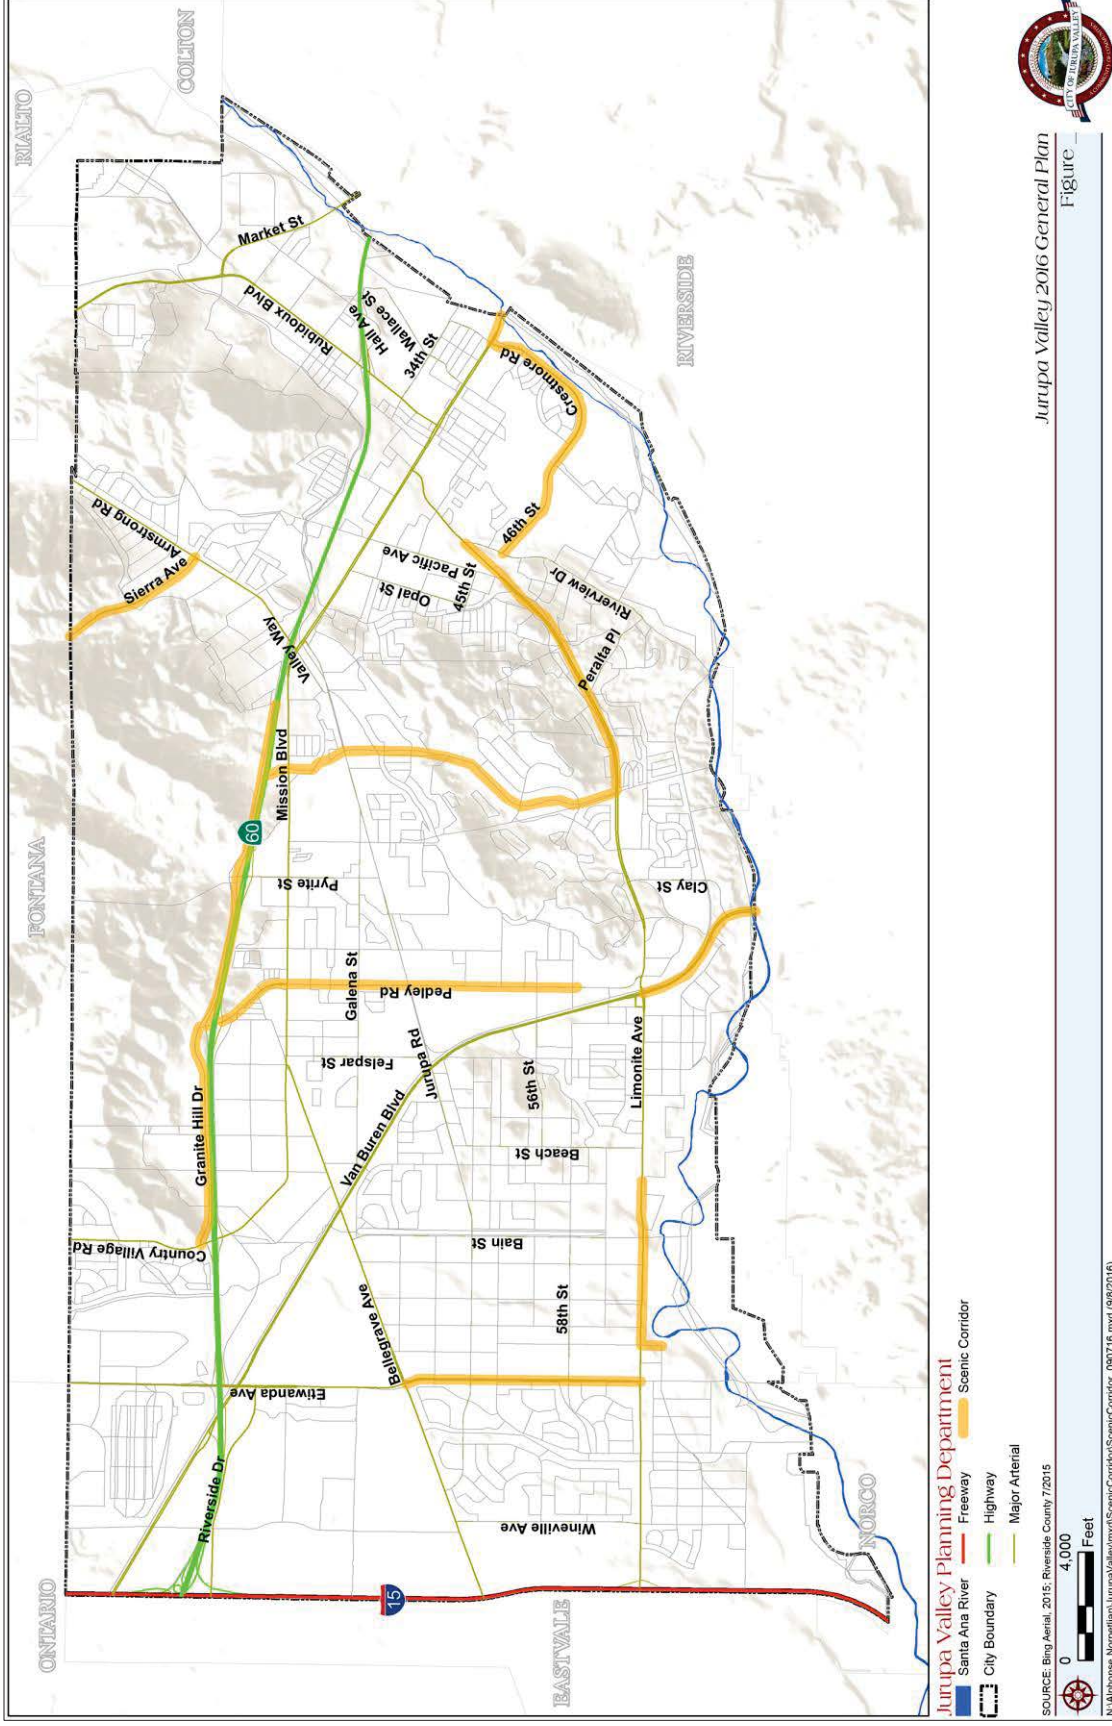 ONTARIO
FONTANA
RIALTO
COLTON
Riverside Dr
Etiwanda Ave
Country Village Rd
Granite Hill Dr
60
Sierra Ave
Armstrong Rd
Market St
Rubidoux Blvd
Hall Ave
Wallace St
34th St
Valley Way
Mission Blvd
Pyrite St
Galena St
Felspar St
Pedley Rd
Jurupa Rd
Van Buren Blvd
Bellegrave Ave
15
Opal St
Pacific Ave
45th St
46th St
Crestmore Rd
Riverview Dr
Peralta Pl
RIVERSIDE
Wineville Ave
58th St
Bain St
Beach St
56th St
Limonite Ave
Clay St
EASTVALE
NORCO
Jurupa Valley Planning Department
Santa Ana River
Freeway
Scenic Corridor
City Boundary
Highway
Major Arterial
Jurupa Valley 2016 General Plan
SOURCE: Bing Aerial, 2015; Riverside County 7/2015
0 4,000
Feet
Figure _
CITY OF JURUPA VALLEY